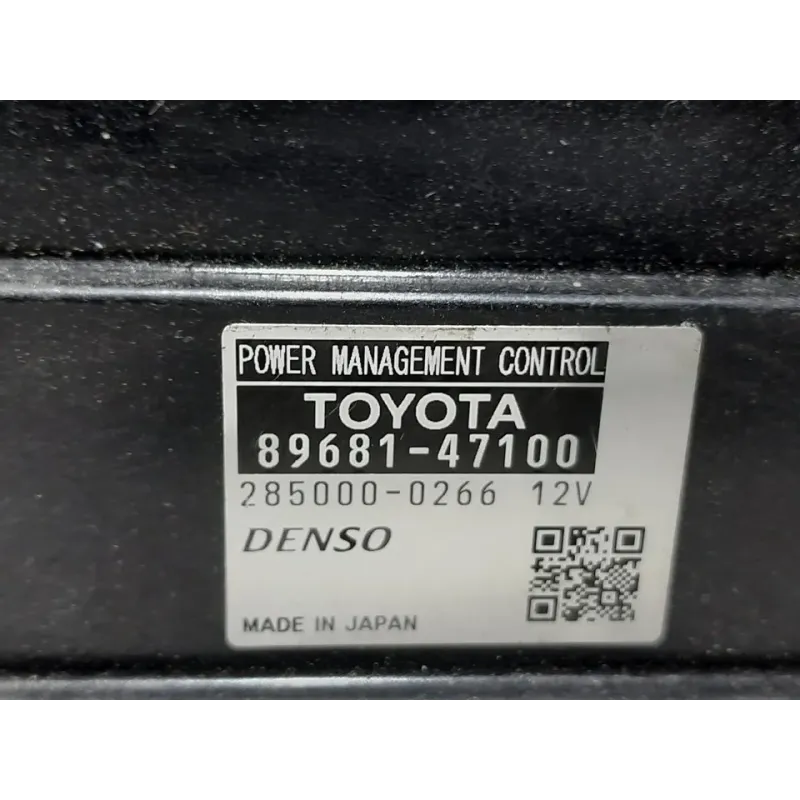 POWER MANAGEMENT CONTROL
TOYOTA
89681-47100
285000-0266 12V
DENSO
MADE IN JAPAN